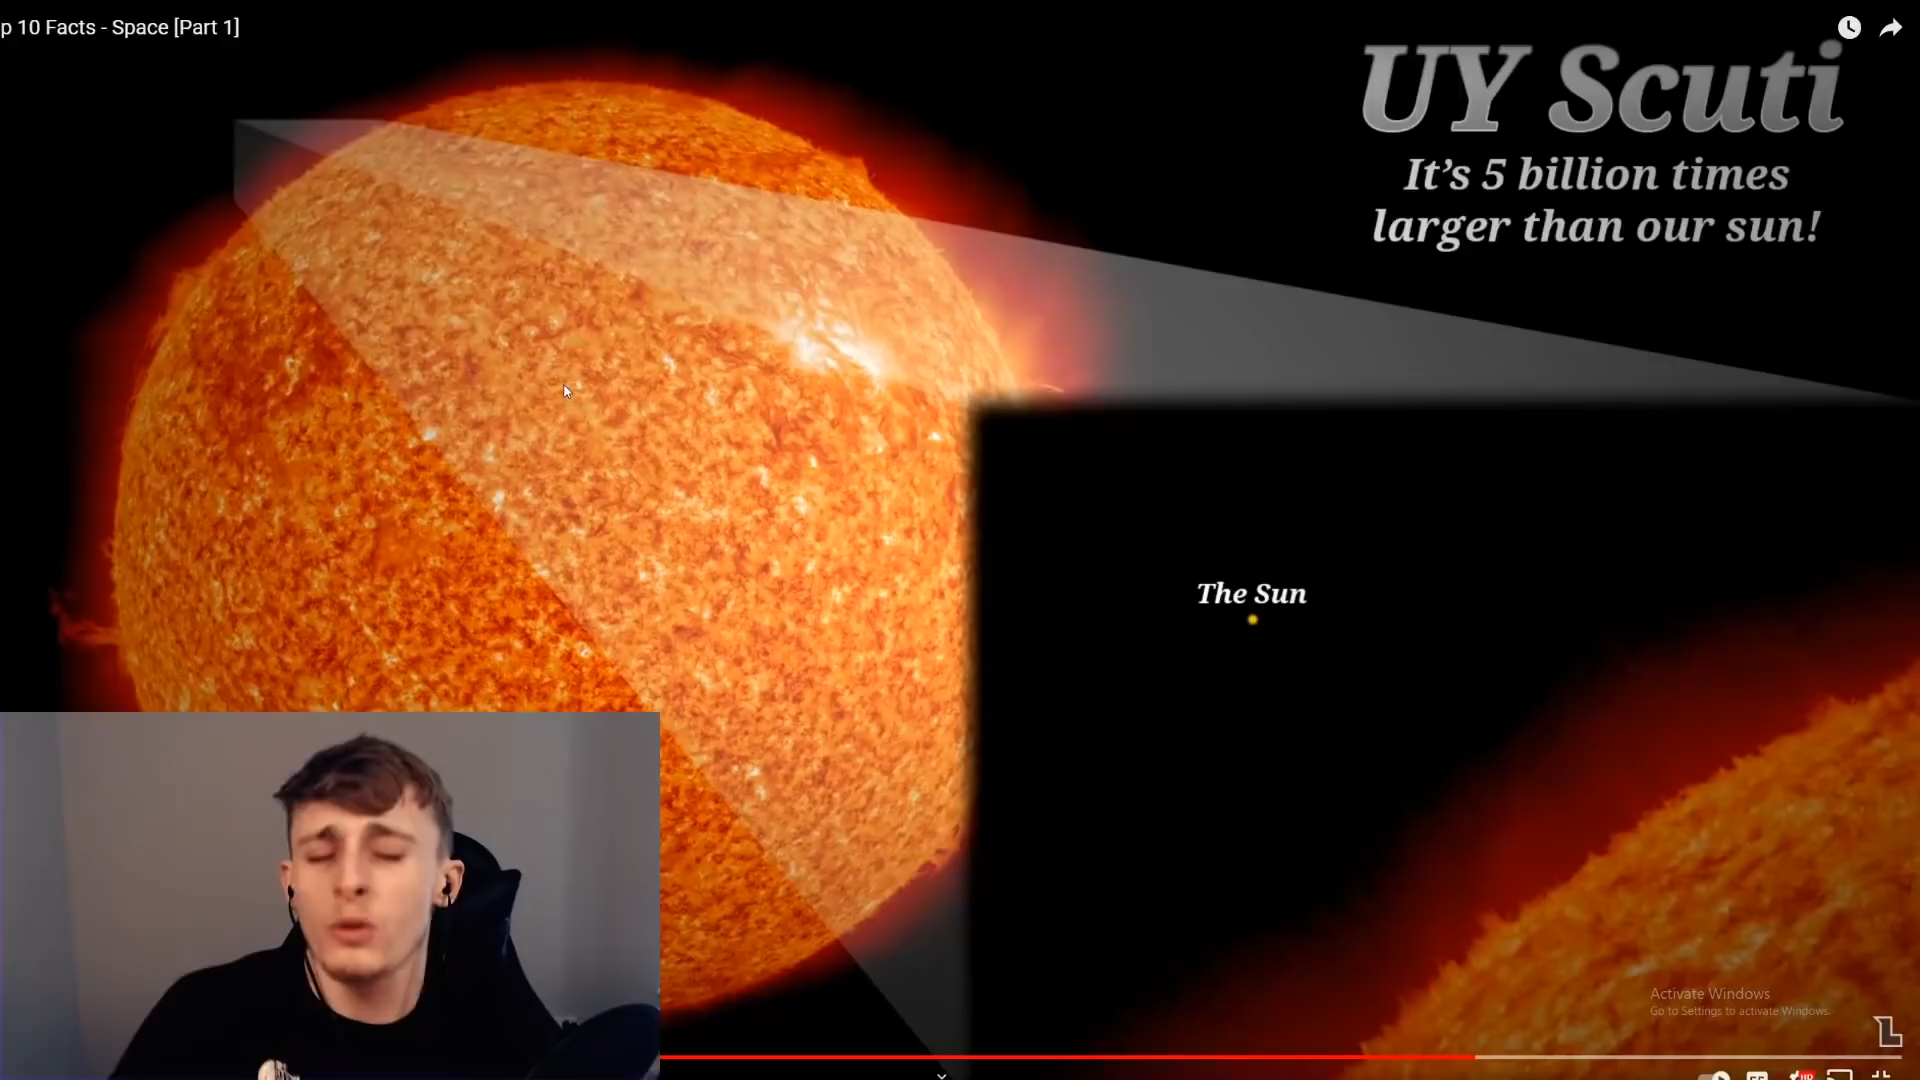 p 10 Facts - Space [Part 1]
UY Scuti
It's 5 billion times
larger than our sun!
The Sun
Activate Windows
Go to Settings to activate Windows.